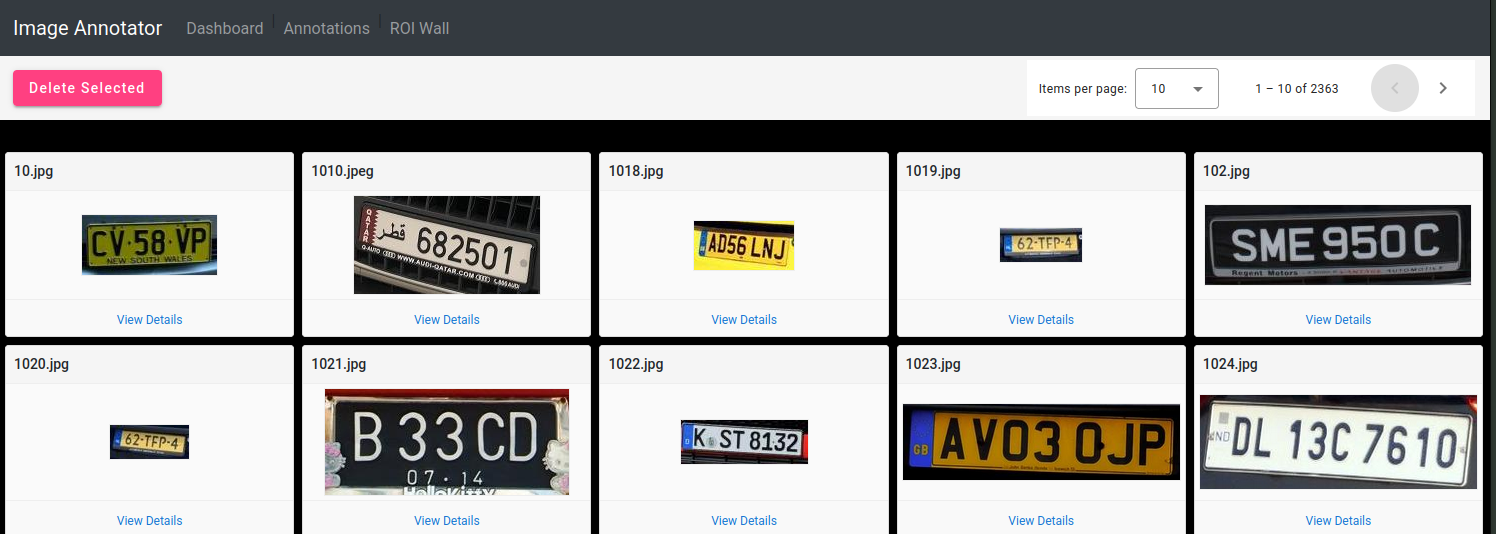 Image Annotator Dashboard Annotations ROI Wall
Delete Selected
Items per page: 10 1 – 10 of 2363
10.jpg
CV·58·VP
NEW SOUTH WALES
View Details
1010.jpeg
QATAR
قطر
682501
Q-AUTO WWW.AUDI-QATAR.COM
View Details
1018.jpg
AD56 LNJ
View Details
1019.jpg
62-TFP-4
View Details
102.jpg
SME 950 C
Regent Motors AUTOMOTIVE
View Details
1020.jpg
62-TFP-4
View Details
1021.jpg
B 33 CD
07·14
HelloKitty
View Details
1022.jpg
D
K ST 8132
View Details
1023.jpg
GB
AV03 OJP
View Details
1024.jpg
IND
DL 13C 7610
View Details